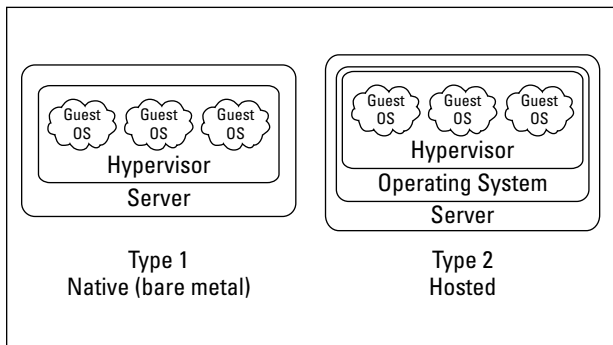 Guest
OS
Guest
OS
Guest
OS
Hypervisor
Server
Type 1
Native (bare metal)
Guest
OS
Guest
OS
Guest
OS
Hypervisor
Operating System
Server
Type 2
Hosted